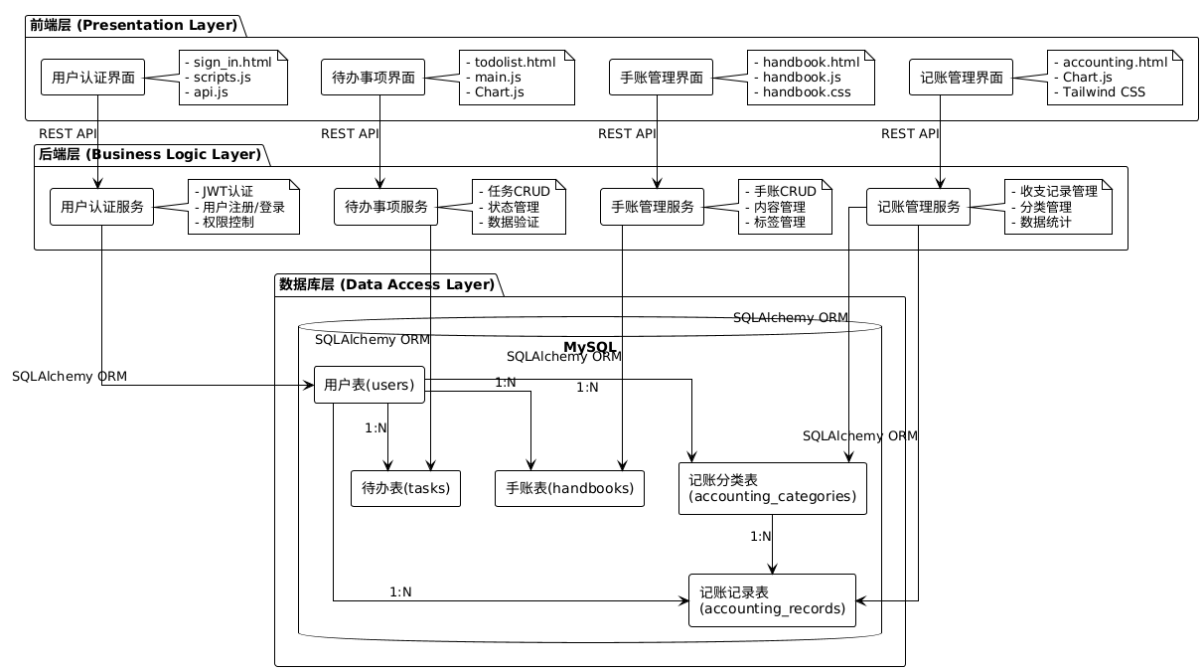 前端层 (Presentation Layer)
用户认证界面
- sign_in.html
- scripts.js
- api.js
待办事项界面
- todolist.html
- main.js
- Chart.js
手账管理界面
- handbook.html
- handbook.js
- handbook.css
记账管理界面
- accounting.html
- Chart.js
- Tailwind CSS
REST API
REST API
REST API
REST API
后端层 (Business Logic Layer)
用户认证服务
- JWT认证
- 用户注册/登录
- 权限控制
待办事项服务
- 任务CRUD
- 状态管理
- 数据验证
手账管理服务
- 手账CRUD
- 内容管理
- 标签管理
记账管理服务
- 收支记录管理
- 分类管理
- 数据统计
数据库层 (Data Access Layer)
SQLAlchemy ORM
SQLAlchemy ORM
MySQL
SQLAlchemy ORM
SQLAlchemy ORM
用户表(users)
1:N
1:N
1:N
SQLAlchemy ORM
待办表(tasks)
手账表(handbooks)
记账分类表
(accounting_categories)
1:N
1:N
记账记录表
(accounting_records)